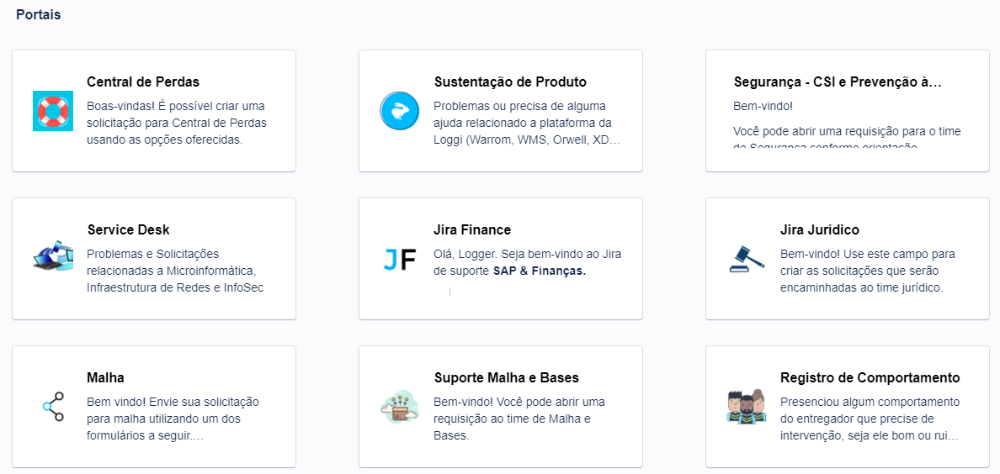 Portais
Central de Perdas
Boas-vindas! É possível criar uma
solicitação para Central de Perdas
usando as opções oferecidas.
Sustentação de Produto
Problemas ou precisa de alguma
ajuda relacionado a plataforma da
Loggi (Warrom, WMS, Orwell, XD…
Segurança - CSI e Prevenção à…
Bem-vindo!
Você pode abrir uma requisição para o time
de Segurança conforme orientação
Service Desk
Problemas e Solicitações
relacionadas a Microinformática,
Infraestrutura de Redes e InfoSec
JF
Jira Finance
Olá, Logger. Seja bem-vindo ao Jira
de suporte SAP & Finanças.
Jira Jurídico
Bem-vindo! Use este campo para
criar as solicitações que serão
encaminhadas ao time jurídico.
Malha
Bem vindo! Envie sua solicitação
para malha utilizando um dos
formulários a seguir.…
Suporte Malha e Bases
Bem-vindo! Você pode abrir uma
requisição ao time de Malha e
Bases.
Registro de Comportamento
Presenciou algum comportamento
do entregador que precise de
intervenção, seja ele bom ou rui…